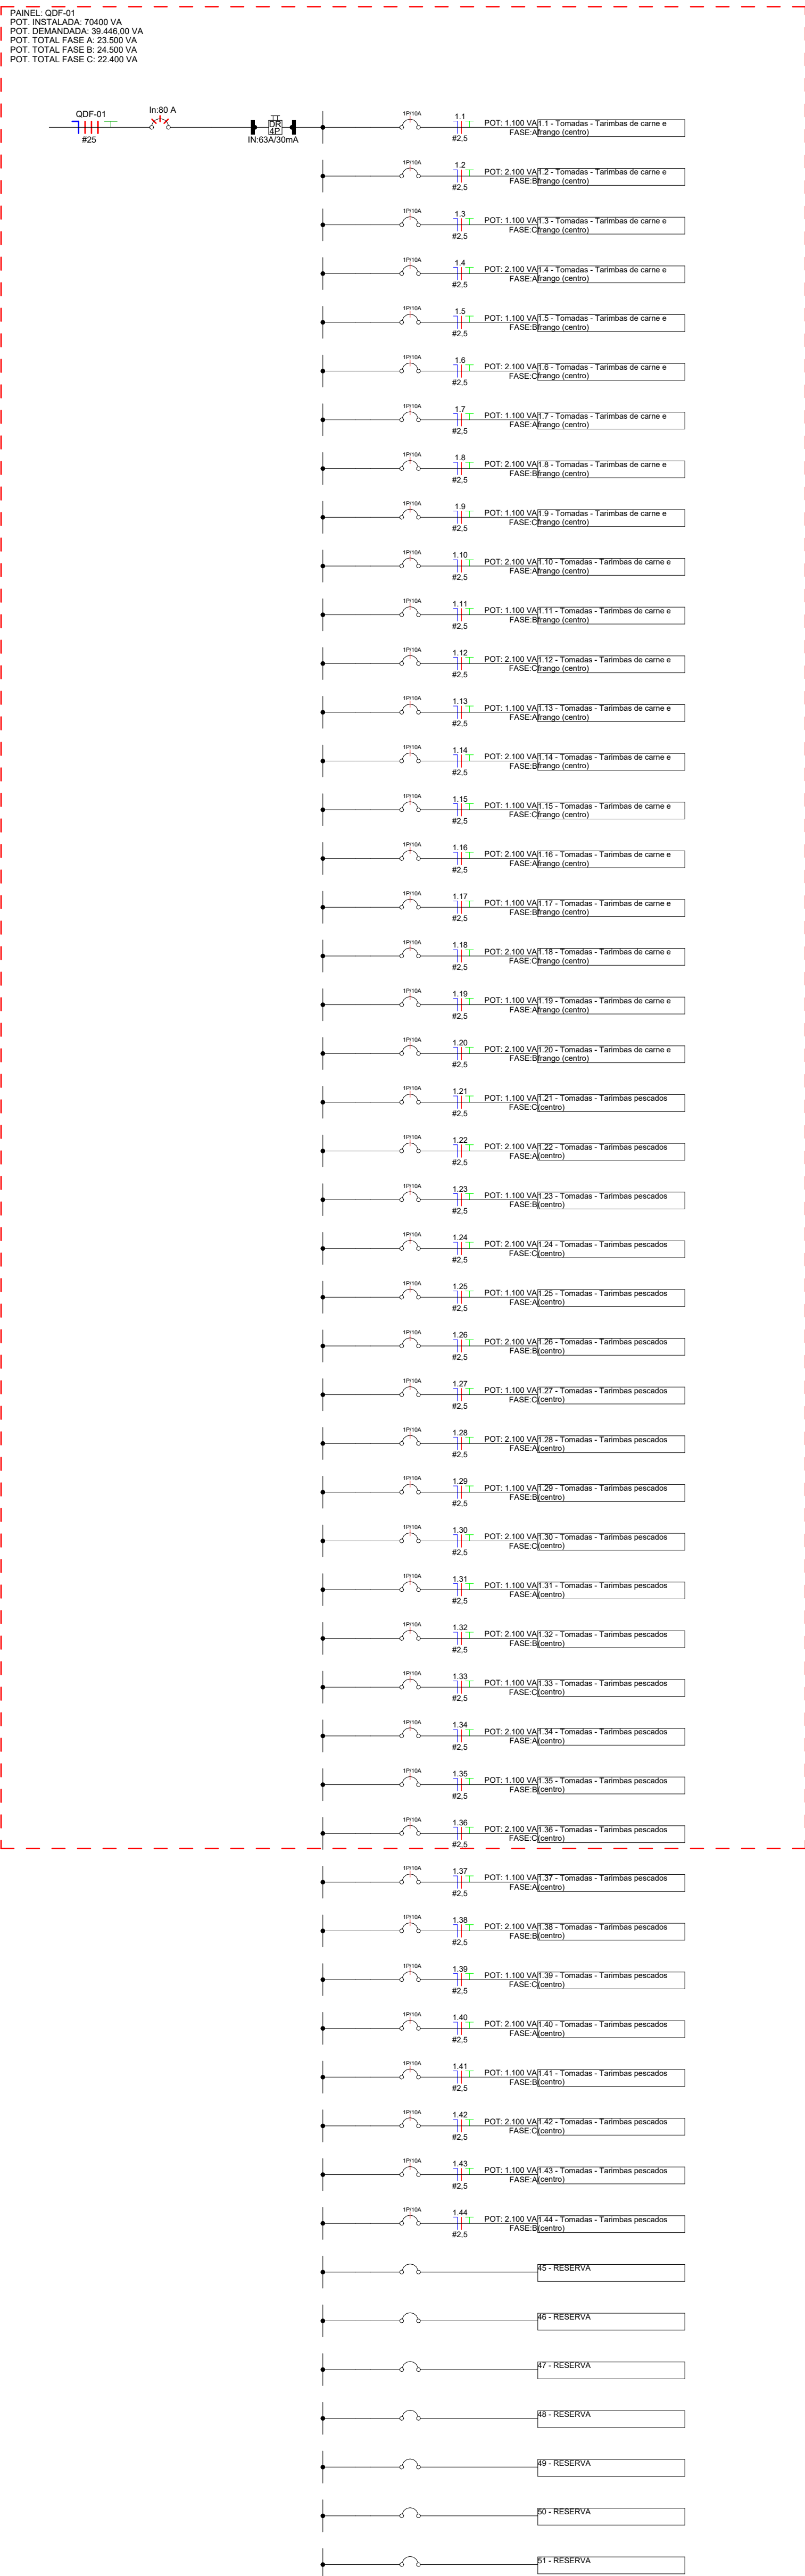 PAINEL: QDF-01
POT. INSTALADA: 70400 VA
POT. DEMANDADA: 39.446,00 VA
POT. TOTAL FASE A: 23.500 VA
POT. TOTAL FASE B: 24.500 VA
POT. TOTAL FASE C: 22.400 VA
QDF-01
#25
In:80 A
DR
4P
IN:63A/30mA
1P/10A
1.1
#2,5
POT: 1.100 VA 1.1 - Tomadas - Tarimbas de carne e
FASE:A frango (centro)
1P/10A
1.2
#2,5
POT: 2.100 VA 1.2 - Tomadas - Tarimbas de carne e
FASE:B frango (centro)
1P/10A
1.3
#2,5
POT: 1.100 VA 1.3 - Tomadas - Tarimbas de carne e
FASE:C frango (centro)
1P/10A
1.4
#2,5
POT: 2.100 VA 1.4 - Tomadas - Tarimbas de carne e
FASE:A frango (centro)
1P/10A
1.5
#2,5
POT: 1.100 VA 1.5 - Tomadas - Tarimbas de carne e
FASE:B frango (centro)
1P/10A
1.6
#2,5
POT: 2.100 VA 1.6 - Tomadas - Tarimbas de carne e
FASE:C frango (centro)
1P/10A
1.7
#2,5
POT: 1.100 VA 1.7 - Tomadas - Tarimbas de carne e
FASE:A frango (centro)
1P/10A
1.8
#2,5
POT: 2.100 VA 1.8 - Tomadas - Tarimbas de carne e
FASE:B frango (centro)
1P/10A
1.9
#2,5
POT: 1.100 VA 1.9 - Tomadas - Tarimbas de carne e
FASE:C frango (centro)
1P/10A
1.10
#2,5
POT: 2.100 VA 1.10 - Tomadas - Tarimbas de carne e
FASE:A frango (centro)
1P/10A
1.11
#2,5
POT: 1.100 VA 1.11 - Tomadas - Tarimbas de carne e
FASE:B frango (centro)
1P/10A
1.12
#2,5
POT: 2.100 VA 1.12 - Tomadas - Tarimbas de carne e
FASE:C frango (centro)
1P/10A
1.13
#2,5
POT: 1.100 VA 1.13 - Tomadas - Tarimbas de carne e
FASE:A frango (centro)
1P/10A
1.14
#2,5
POT: 2.100 VA 1.14 - Tomadas - Tarimbas de carne e
FASE:B frango (centro)
1P/10A
1.15
#2,5
POT: 1.100 VA 1.15 - Tomadas - Tarimbas de carne e
FASE:C frango (centro)
1P/10A
1.16
#2,5
POT: 2.100 VA 1.16 - Tomadas - Tarimbas de carne e
FASE:A frango (centro)
1P/10A
1.17
#2,5
POT: 1.100 VA 1.17 - Tomadas - Tarimbas de carne e
FASE:B frango (centro)
1P/10A
1.18
#2,5
POT: 2.100 VA 1.18 - Tomadas - Tarimbas de carne e
FASE:C frango (centro)
1P/10A
1.19
#2,5
POT: 1.100 VA 1.19 - Tomadas - Tarimbas de carne e
FASE:A frango (centro)
1P/10A
1.20
#2,5
POT: 2.100 VA 1.20 - Tomadas - Tarimbas de carne e
FASE:B frango (centro)
1P/10A
1.21
#2,5
POT: 1.100 VA 1.21 - Tomadas - Tarimbas pescados
FASE:C (centro)
1P/10A
1.22
#2,5
POT: 2.100 VA 1.22 - Tomadas - Tarimbas pescados
FASE:A (centro)
1P/10A
1.23
#2,5
POT: 1.100 VA 1.23 - Tomadas - Tarimbas pescados
FASE:B (centro)
1P/10A
1.24
#2,5
POT: 2.100 VA 1.24 - Tomadas - Tarimbas pescados
FASE:C (centro)
1P/10A
1.25
#2,5
POT: 1.100 VA 1.25 - Tomadas - Tarimbas pescados
FASE:A (centro)
1P/10A
1.26
#2,5
POT: 2.100 VA 1.26 - Tomadas - Tarimbas pescados
FASE:B (centro)
1P/10A
1.27
#2,5
POT: 1.100 VA 1.27 - Tomadas - Tarimbas pescados
FASE:C (centro)
1P/10A
1.28
#2,5
POT: 2.100 VA 1.28 - Tomadas - Tarimbas pescados
FASE:A (centro)
1P/10A
1.29
#2,5
POT: 1.100 VA 1.29 - Tomadas - Tarimbas pescados
FASE:B (centro)
1P/10A
1.30
#2,5
POT: 2.100 VA 1.30 - Tomadas - Tarimbas pescados
FASE:C (centro)
1P/10A
1.31
#2,5
POT: 1.100 VA 1.31 - Tomadas - Tarimbas pescados
FASE:A (centro)
1P/10A
1.32
#2,5
POT: 2.100 VA 1.32 - Tomadas - Tarimbas pescados
FASE:B (centro)
1P/10A
1.33
#2,5
POT: 1.100 VA 1.33 - Tomadas - Tarimbas pescados
FASE:C (centro)
1P/10A
1.34
#2,5
POT: 2.100 VA 1.34 - Tomadas - Tarimbas pescados
FASE:A (centro)
1P/10A
1.35
#2,5
POT: 1.100 VA 1.35 - Tomadas - Tarimbas pescados
FASE:B (centro)
1P/10A
1.36
#2,5
POT: 2.100 VA 1.36 - Tomadas - Tarimbas pescados
FASE:C (centro)
1P/10A
1.37
#2,5
POT: 1.100 VA 1.37 - Tomadas - Tarimbas pescados
FASE:A (centro)
1P/10A
1.38
#2,5
POT: 2.100 VA 1.38 - Tomadas - Tarimbas pescados
FASE:B (centro)
1P/10A
1.39
#2,5
POT: 1.100 VA 1.39 - Tomadas - Tarimbas pescados
FASE:C (centro)
1P/10A
1.40
#2,5
POT: 2.100 VA 1.40 - Tomadas - Tarimbas pescados
FASE:A (centro)
1P/10A
1.41
#2,5
POT: 1.100 VA 1.41 - Tomadas - Tarimbas pescados
FASE:B (centro)
1P/10A
1.42
#2,5
POT: 2.100 VA 1.42 - Tomadas - Tarimbas pescados
FASE:C (centro)
1P/10A
1.43
#2,5
POT: 1.100 VA 1.43 - Tomadas - Tarimbas pescados
FASE:A (centro)
1P/10A
1.44
#2,5
POT: 2.100 VA 1.44 - Tomadas - Tarimbas pescados
FASE:B (centro)
45 - RESERVA
46 - RESERVA
47 - RESERVA
48 - RESERVA
49 - RESERVA
50 - RESERVA
51 - RESERVA